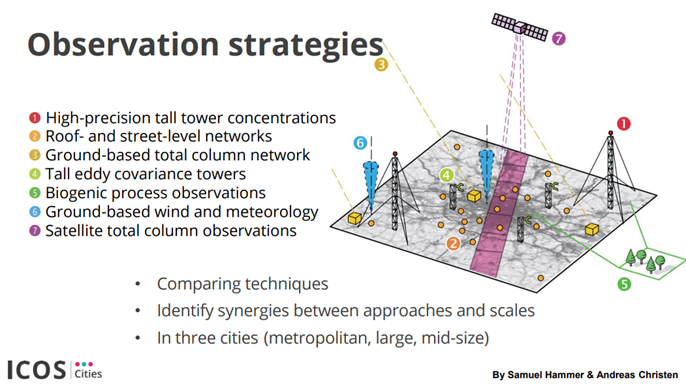 Observation strategies
1 High-precision tall tower concentrations
2 Roof- and street-level networks
3 Ground-based total column network
4 Tall eddy covariance towers
5 Biogenic process observations
6 Ground-based wind and meteorology
7 Satellite total column observations
7
3
1
6
4
2
5
• Comparing techniques
• Identify synergies between approaches and scales
• In three cities (metropolitan, large, mid-size)
ICOS Cities
By Samuel Hammer & Andreas Christen